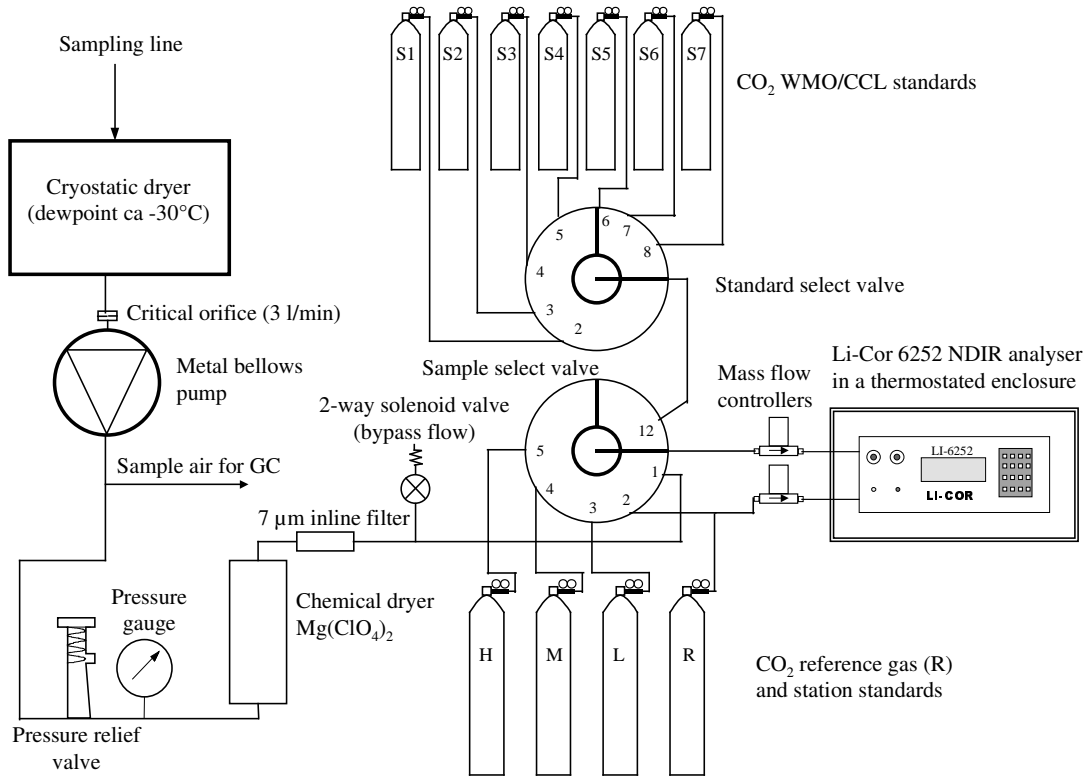 Sampling line
Cryostatic dryer
(dewpoint ca -30°C)
Critical orifice (3 l/min)
Metal bellows
pump
Sample air for GC
7 µm inline filter
Pressure
gauge
Chemical dryer
Mg(ClO₄)₂
Pressure relief
valve
S1 S2 S3 S4 S5 S6 S7
CO₂ WMO/CCL standards
5
6
7
8
4
3
2
Standard select valve
Sample select valve
2-way solenoid valve
(bypass flow)
12
5
1
4
3
2
Mass flow
controllers
Li-Cor 6252 NDIR analyser
in a thermostated enclosure
LI-6252
LI-COR
H M L R
CO₂ reference gas (R)
and station standards